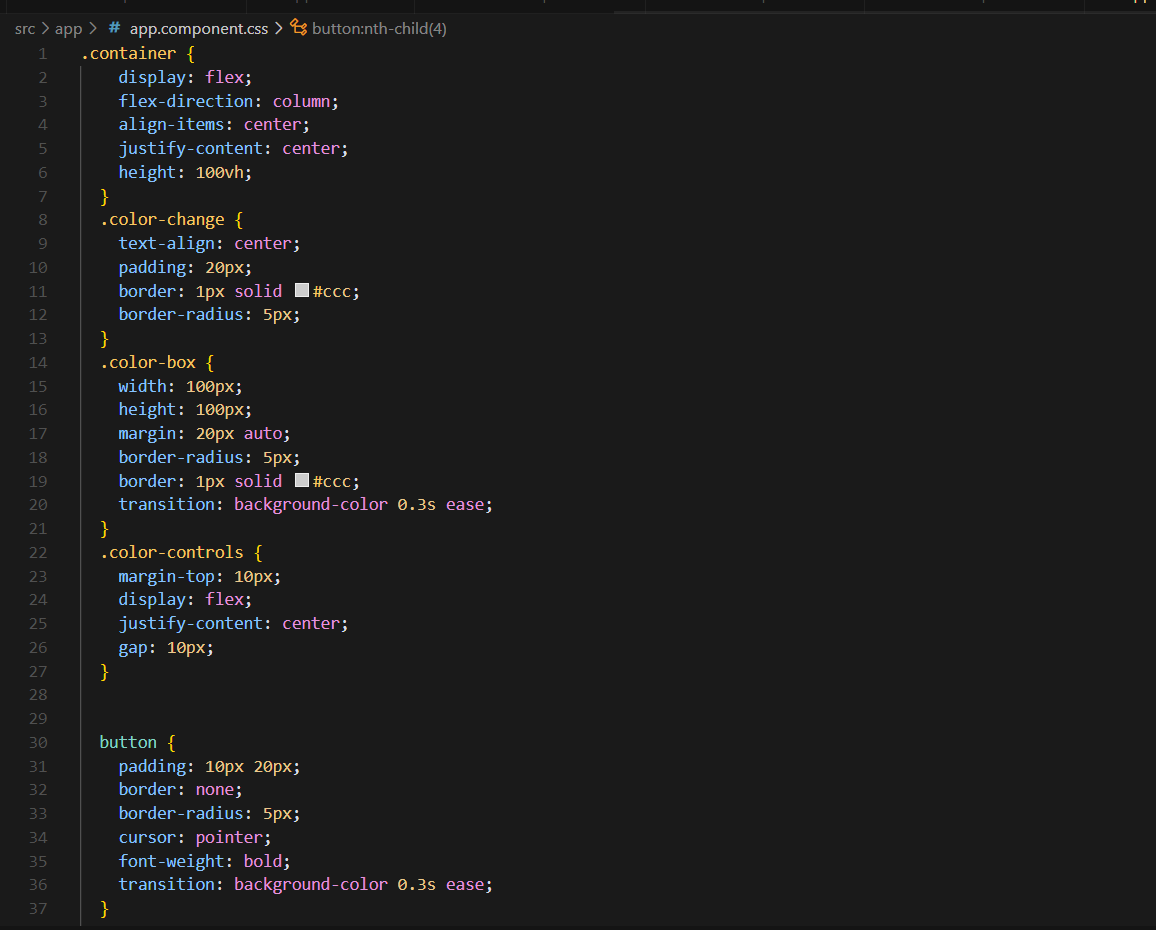 src > app > # app.component.css > button:nth-child(4)
1 .container {
2 display: flex;
3 flex-direction: column;
4 align-items: center;
5 justify-content: center;
6 height: 100vh;
7 }
8 .color-change {
9 text-align: center;
10 padding: 20px;
11 border: 1px solid #ccc;
12 border-radius: 5px;
13 }
14 .color-box {
15 width: 100px;
16 height: 100px;
17 margin: 20px auto;
18 border-radius: 5px;
19 border: 1px solid #ccc;
20 transition: background-color 0.3s ease;
21 }
22 .color-controls {
23 margin-top: 10px;
24 display: flex;
25 justify-content: center;
26 gap: 10px;
27 }
28
29
30 button {
31 padding: 10px 20px;
32 border: none;
33 border-radius: 5px;
34 cursor: pointer;
35 font-weight: bold;
36 transition: background-color 0.3s ease;
37 }